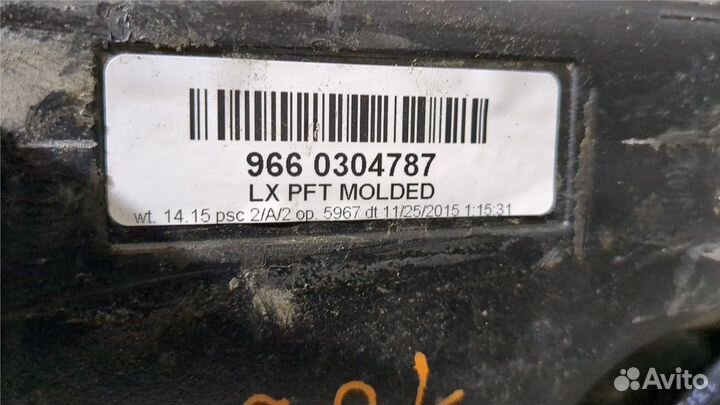 966 0304787
LX PFT MOLDED
wt. 14.15 psc 2/A/2 op. 5967 dt 11/25/2015 1:15:31
Avito